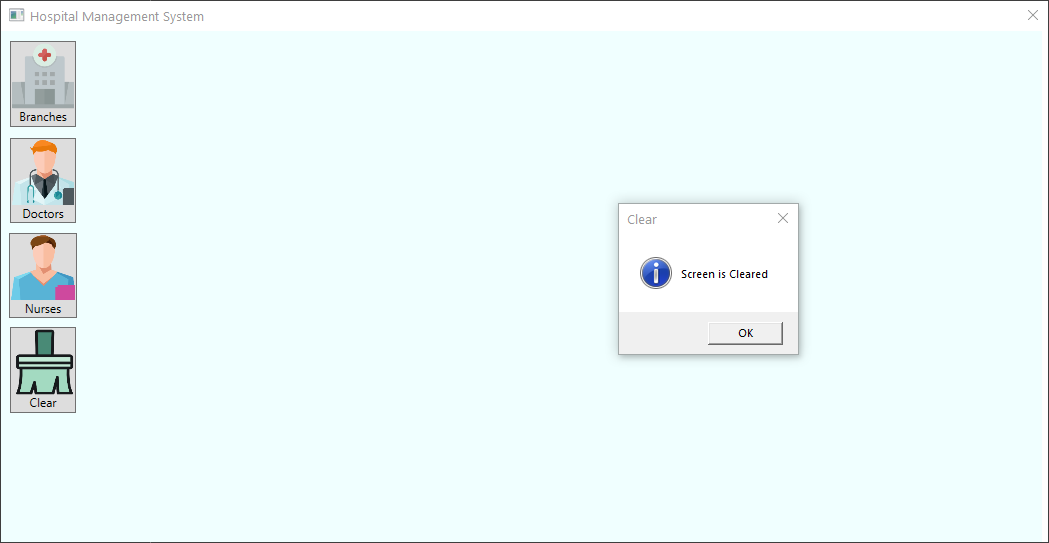 Hospital Management System
Branches
Doctors
Nurses
Clear
Clear
Screen is Cleared
OK